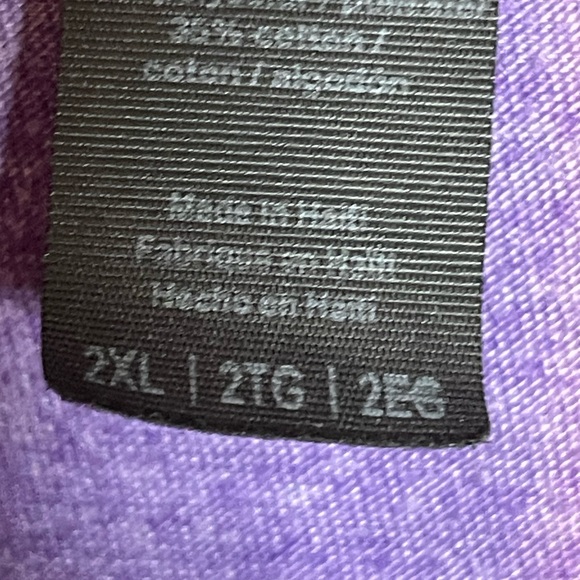 35% cotton /
coton / algodón
Made in Haiti
Fabriqué en Haïti
Hecho en Haití
2XL | 2TG | 2EG